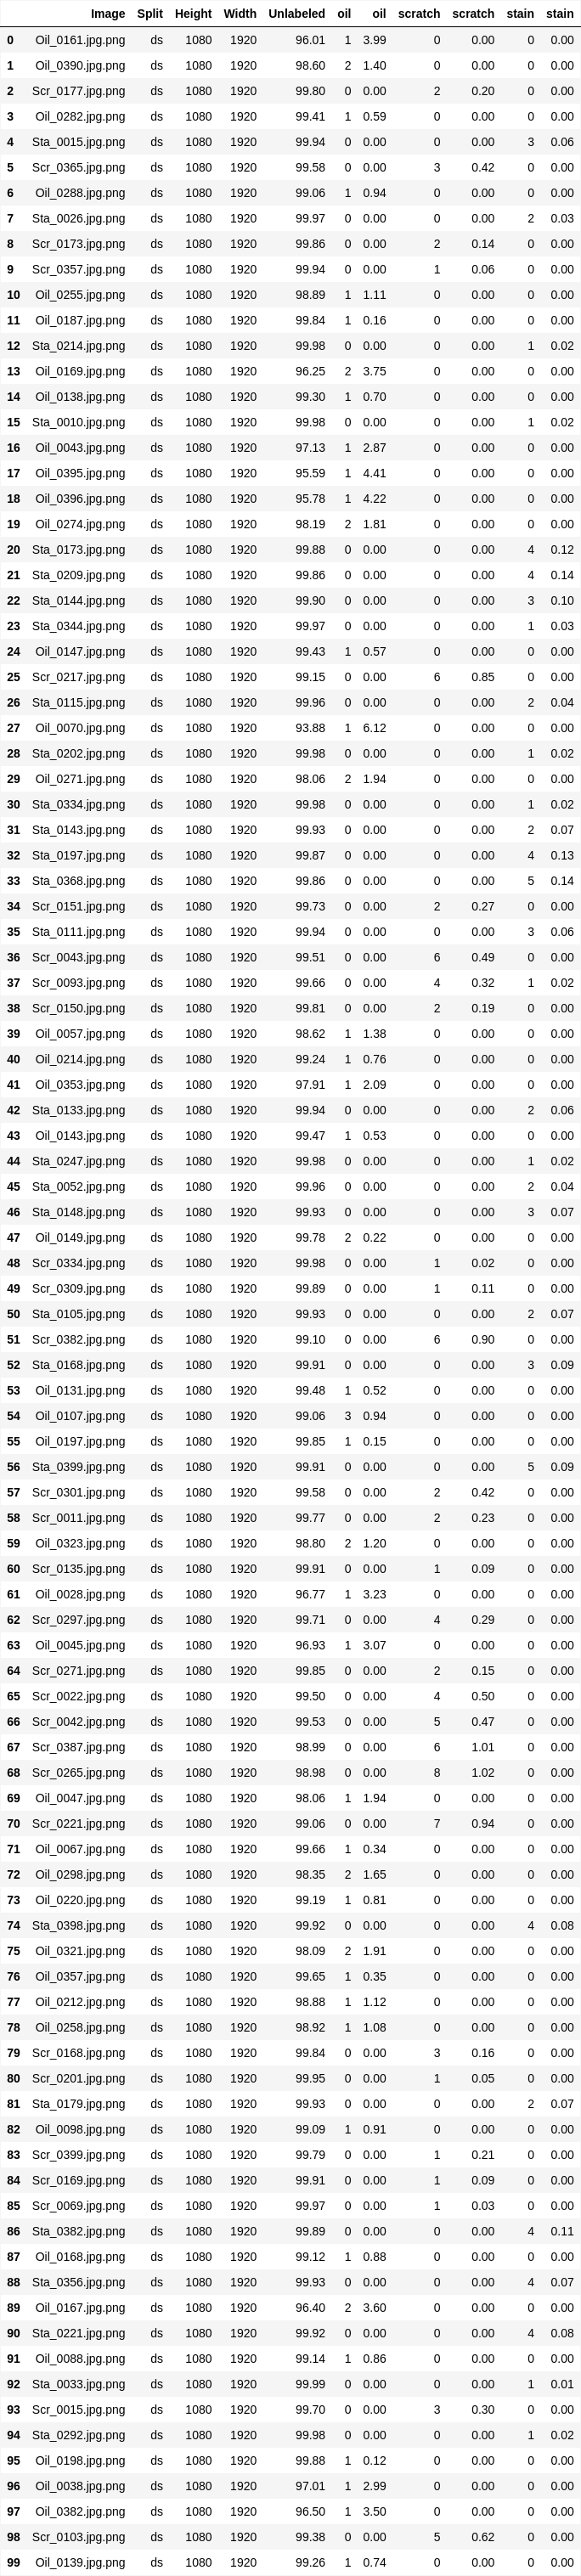 Image Split Height Width Unlabeled oil oil scratch scratch stain stain
0 Oil_0161.jpg.png ds 1080 1920 96.01 1 3.99 0 0.00 0 0.00
1 Oil_0390.jpg.png ds 1080 1920 98.60 2 1.40 0 0.00 0 0.00
2 Scr_0177.jpg.png ds 1080 1920 99.80 0 0.00 2 0.20 0 0.00
3 Oil_0282.jpg.png ds 1080 1920 99.41 1 0.59 0 0.00 0 0.00
4 Sta_0015.jpg.png ds 1080 1920 99.94 0 0.00 0 0.00 3 0.06
5 Scr_0365.jpg.png ds 1080 1920 99.58 0 0.00 3 0.42 0 0.00
6 Oil_0288.jpg.png ds 1080 1920 99.06 1 0.94 0 0.00 0 0.00
7 Sta_0026.jpg.png ds 1080 1920 99.97 0 0.00 0 0.00 2 0.03
8 Scr_0173.jpg.png ds 1080 1920 99.86 0 0.00 2 0.14 0 0.00
9 Scr_0357.jpg.png ds 1080 1920 99.94 0 0.00 1 0.06 0 0.00
10 Oil_0255.jpg.png ds 1080 1920 98.89 1 1.11 0 0.00 0 0.00
11 Oil_0187.jpg.png ds 1080 1920 99.84 1 0.16 0 0.00 0 0.00
12 Sta_0214.jpg.png ds 1080 1920 99.98 0 0.00 0 0.00 1 0.02
13 Oil_0169.jpg.png ds 1080 1920 96.25 2 3.75 0 0.00 0 0.00
14 Oil_0138.jpg.png ds 1080 1920 99.30 1 0.70 0 0.00 0 0.00
15 Sta_0010.jpg.png ds 1080 1920 99.98 0 0.00 0 0.00 1 0.02
16 Oil_0043.jpg.png ds 1080 1920 97.13 1 2.87 0 0.00 0 0.00
17 Oil_0395.jpg.png ds 1080 1920 95.59 1 4.41 0 0.00 0 0.00
18 Oil_0396.jpg.png ds 1080 1920 95.78 1 4.22 0 0.00 0 0.00
19 Oil_0274.jpg.png ds 1080 1920 98.19 2 1.81 0 0.00 0 0.00
20 Sta_0173.jpg.png ds 1080 1920 99.88 0 0.00 0 0.00 4 0.12
21 Sta_0209.jpg.png ds 1080 1920 99.86 0 0.00 0 0.00 4 0.14
22 Sta_0144.jpg.png ds 1080 1920 99.90 0 0.00 0 0.00 3 0.10
23 Sta_0344.jpg.png ds 1080 1920 99.97 0 0.00 0 0.00 1 0.03
24 Oil_0147.jpg.png ds 1080 1920 99.43 1 0.57 0 0.00 0 0.00
25 Scr_0217.jpg.png ds 1080 1920 99.15 0 0.00 6 0.85 0 0.00
26 Sta_0115.jpg.png ds 1080 1920 99.96 0 0.00 0 0.00 2 0.04
27 Oil_0070.jpg.png ds 1080 1920 93.88 1 6.12 0 0.00 0 0.00
28 Sta_0202.jpg.png ds 1080 1920 99.98 0 0.00 0 0.00 1 0.02
29 Oil_0271.jpg.png ds 1080 1920 98.06 2 1.94 0 0.00 0 0.00
30 Sta_0334.jpg.png ds 1080 1920 99.98 0 0.00 0 0.00 1 0.02
31 Sta_0143.jpg.png ds 1080 1920 99.93 0 0.00 0 0.00 2 0.07
32 Sta_0197.jpg.png ds 1080 1920 99.87 0 0.00 0 0.00 4 0.13
33 Sta_0368.jpg.png ds 1080 1920 99.86 0 0.00 0 0.00 5 0.14
34 Scr_0151.jpg.png ds 1080 1920 99.73 0 0.00 2 0.27 0 0.00
35 Sta_0111.jpg.png ds 1080 1920 99.94 0 0.00 0 0.00 3 0.06
36 Scr_0043.jpg.png ds 1080 1920 99.51 0 0.00 6 0.49 0 0.00
37 Scr_0093.jpg.png ds 1080 1920 99.66 0 0.00 4 0.32 1 0.02
38 Scr_0150.jpg.png ds 1080 1920 99.81 0 0.00 2 0.19 0 0.00
39 Oil_0057.jpg.png ds 1080 1920 98.62 1 1.38 0 0.00 0 0.00
40 Oil_0214.jpg.png ds 1080 1920 99.24 1 0.76 0 0.00 0 0.00
41 Oil_0353.jpg.png ds 1080 1920 97.91 1 2.09 0 0.00 0 0.00
42 Sta_0133.jpg.png ds 1080 1920 99.94 0 0.00 0 0.00 2 0.06
43 Oil_0143.jpg.png ds 1080 1920 99.47 1 0.53 0 0.00 0 0.00
44 Sta_0247.jpg.png ds 1080 1920 99.98 0 0.00 0 0.00 1 0.02
45 Sta_0052.jpg.png ds 1080 1920 99.96 0 0.00 0 0.00 2 0.04
46 Sta_0148.jpg.png ds 1080 1920 99.93 0 0.00 0 0.00 3 0.07
47 Oil_0149.jpg.png ds 1080 1920 99.78 2 0.22 0 0.00 0 0.00
48 Scr_0334.jpg.png ds 1080 1920 99.98 0 0.00 1 0.02 0 0.00
49 Scr_0309.jpg.png ds 1080 1920 99.89 0 0.00 1 0.11 0 0.00
50 Sta_0105.jpg.png ds 1080 1920 99.93 0 0.00 0 0.00 2 0.07
51 Scr_0382.jpg.png ds 1080 1920 99.10 0 0.00 6 0.90 0 0.00
52 Sta_0168.jpg.png ds 1080 1920 99.91 0 0.00 0 0.00 3 0.09
53 Oil_0131.jpg.png ds 1080 1920 99.48 1 0.52 0 0.00 0 0.00
54 Oil_0107.jpg.png ds 1080 1920 99.06 3 0.94 0 0.00 0 0.00
55 Oil_0197.jpg.png ds 1080 1920 99.85 1 0.15 0 0.00 0 0.00
56 Sta_0399.jpg.png ds 1080 1920 99.91 0 0.00 0 0.00 5 0.09
57 Scr_0301.jpg.png ds 1080 1920 99.58 0 0.00 2 0.42 0 0.00
58 Scr_0011.jpg.png ds 1080 1920 99.77 0 0.00 2 0.23 0 0.00
59 Oil_0323.jpg.png ds 1080 1920 98.80 2 1.20 0 0.00 0 0.00
60 Scr_0135.jpg.png ds 1080 1920 99.91 0 0.00 1 0.09 0 0.00
61 Oil_0028.jpg.png ds 1080 1920 96.77 1 3.23 0 0.00 0 0.00
62 Scr_0297.jpg.png ds 1080 1920 99.71 0 0.00 4 0.29 0 0.00
63 Oil_0045.jpg.png ds 1080 1920 96.93 1 3.07 0 0.00 0 0.00
64 Scr_0271.jpg.png ds 1080 1920 99.85 0 0.00 2 0.15 0 0.00
65 Scr_0022.jpg.png ds 1080 1920 99.50 0 0.00 4 0.50 0 0.00
66 Scr_0042.jpg.png ds 1080 1920 99.53 0 0.00 5 0.47 0 0.00
67 Scr_0387.jpg.png ds 1080 1920 98.99 0 0.00 6 1.01 0 0.00
68 Scr_0265.jpg.png ds 1080 1920 98.98 0 0.00 8 1.02 0 0.00
69 Oil_0047.jpg.png ds 1080 1920 98.06 1 1.94 0 0.00 0 0.00
70 Scr_0221.jpg.png ds 1080 1920 99.06 0 0.00 7 0.94 0 0.00
71 Oil_0067.jpg.png ds 1080 1920 99.66 1 0.34 0 0.00 0 0.00
72 Oil_0298.jpg.png ds 1080 1920 98.35 2 1.65 0 0.00 0 0.00
73 Oil_0220.jpg.png ds 1080 1920 99.19 1 0.81 0 0.00 0 0.00
74 Sta_0398.jpg.png ds 1080 1920 99.92 0 0.00 0 0.00 4 0.08
75 Oil_0321.jpg.png ds 1080 1920 98.09 2 1.91 0 0.00 0 0.00
76 Oil_0357.jpg.png ds 1080 1920 99.65 1 0.35 0 0.00 0 0.00
77 Oil_0212.jpg.png ds 1080 1920 98.88 1 1.12 0 0.00 0 0.00
78 Oil_0258.jpg.png ds 1080 1920 98.92 1 1.08 0 0.00 0 0.00
79 Scr_0168.jpg.png ds 1080 1920 99.84 0 0.00 3 0.16 0 0.00
80 Scr_0201.jpg.png ds 1080 1920 99.95 0 0.00 1 0.05 0 0.00
81 Sta_0179.jpg.png ds 1080 1920 99.93 0 0.00 0 0.00 2 0.07
82 Oil_0098.jpg.png ds 1080 1920 99.09 1 0.91 0 0.00 0 0.00
83 Scr_0399.jpg.png ds 1080 1920 99.79 0 0.00 1 0.21 0 0.00
84 Scr_0169.jpg.png ds 1080 1920 99.91 0 0.00 1 0.09 0 0.00
85 Scr_0069.jpg.png ds 1080 1920 99.97 0 0.00 1 0.03 0 0.00
86 Sta_0382.jpg.png ds 1080 1920 99.89 0 0.00 0 0.00 4 0.11
87 Oil_0168.jpg.png ds 1080 1920 99.12 1 0.88 0 0.00 0 0.00
88 Sta_0356.jpg.png ds 1080 1920 99.93 0 0.00 0 0.00 4 0.07
89 Oil_0167.jpg.png ds 1080 1920 96.40 2 3.60 0 0.00 0 0.00
90 Sta_0221.jpg.png ds 1080 1920 99.92 0 0.00 0 0.00 4 0.08
91 Oil_0088.jpg.png ds 1080 1920 99.14 1 0.86 0 0.00 0 0.00
92 Sta_0033.jpg.png ds 1080 1920 99.99 0 0.00 0 0.00 1 0.01
93 Scr_0015.jpg.png ds 1080 1920 99.70 0 0.00 3 0.30 0 0.00
94 Sta_0292.jpg.png ds 1080 1920 99.98 0 0.00 0 0.00 1 0.02
95 Oil_0198.jpg.png ds 1080 1920 99.88 1 0.12 0 0.00 0 0.00
96 Oil_0038.jpg.png ds 1080 1920 97.01 1 2.99 0 0.00 0 0.00
97 Oil_0382.jpg.png ds 1080 1920 96.50 1 3.50 0 0.00 0 0.00
98 Scr_0103.jpg.png ds 1080 1920 99.38 0 0.00 5 0.62 0 0.00
99 Oil_0139.jpg.png ds 1080 1920 99.26 1 0.74 0 0.00 0 0.00